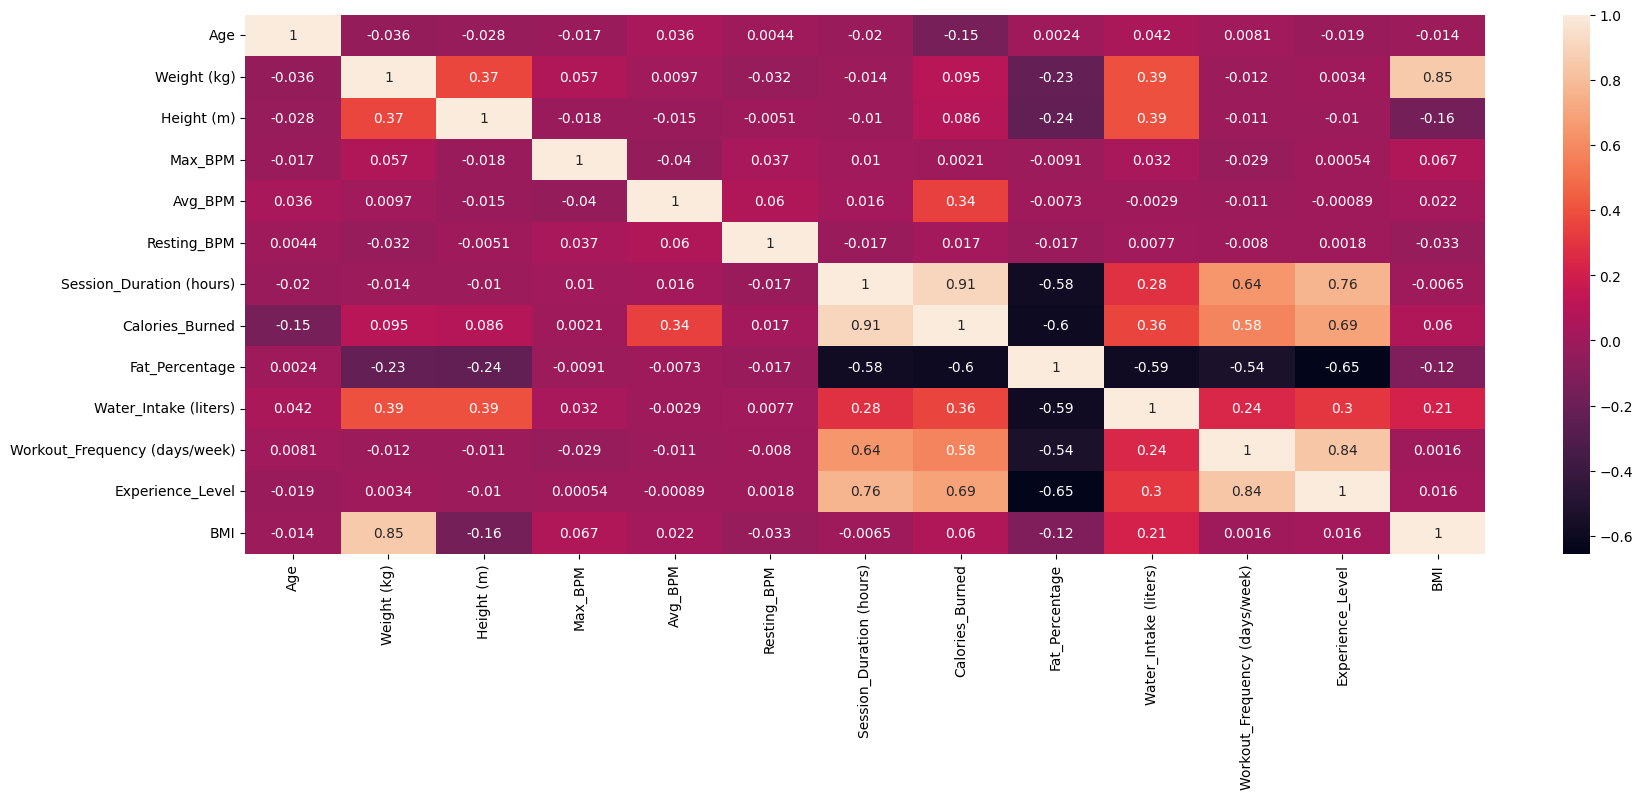 Age 1 -0.036 -0.028 -0.017 0.036 0.0044 -0.02 -0.15 0.0024 0.042 0.0081 -0.019 -0.014
Weight (kg) -0.036 1 0.37 0.057 0.0097 -0.032 -0.014 0.095 -0.23 0.39 -0.012 0.0034 0.85
Height (m) -0.028 0.37 1 -0.018 -0.015 -0.0051 -0.01 0.086 -0.24 0.39 -0.011 -0.01 -0.16
Max_BPM -0.017 0.057 -0.018 1 -0.04 0.037 0.01 0.0021 -0.0091 0.032 -0.029 0.00054 0.067
Avg_BPM 0.036 0.0097 -0.015 -0.04 1 0.06 0.016 0.34 -0.0073 -0.0029 -0.011 -0.00089 0.022
Resting_BPM 0.0044 -0.032 -0.0051 0.037 0.06 1 -0.017 0.017 -0.017 0.0077 -0.008 0.0018 -0.033
Session_Duration (hours) -0.02 -0.014 -0.01 0.01 0.016 -0.017 1 0.91 -0.58 0.28 0.64 0.76 -0.0065
Calories_Burned -0.15 0.095 0.086 0.0021 0.34 0.017 0.91 1 -0.6 0.36 0.58 0.69 0.06
Fat_Percentage 0.0024 -0.23 -0.24 -0.0091 -0.0073 -0.017 -0.58 -0.6 1 -0.59 -0.54 -0.65 -0.12
Water_Intake (liters) 0.042 0.39 0.39 0.032 -0.0029 0.0077 0.28 0.36 -0.59 1 0.24 0.3 0.21
Workout_Frequency (days/week) 0.0081 -0.012 -0.011 -0.029 -0.011 -0.008 0.64 0.58 -0.54 0.24 1 0.84 0.0016
Experience_Level -0.019 0.0034 -0.01 0.00054 -0.00089 0.0018 0.76 0.69 -0.65 0.3 0.84 1 0.016
BMI -0.014 0.85 -0.16 0.067 0.022 -0.033 -0.0065 0.06 -0.12 0.21 0.0016 0.016 1
Age
Weight (kg)
Height (m)
Max_BPM
Avg_BPM
Resting_BPM
Session_Duration (hours)
Calories_Burned
Fat_Percentage
Water_Intake (liters)
Workout_Frequency (days/week)
Experience_Level
BMI
1.0
0.8
0.6
0.4
0.2
0.0
−0.2
−0.4
−0.6